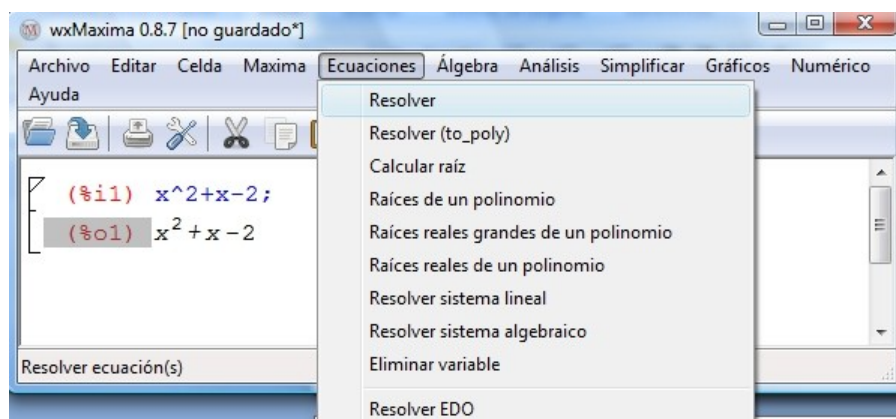 wxMaxima 0.8.7 [no guardado*]
Archivo Editar Celda Maxima Ecuaciones Álgebra Análisis Simplificar Gráficos Numérico
Ayuda
Resolver
Resolver (to_poly)
Calcular raíz
Raíces de un polinomio
Raíces reales grandes de un polinomio
Raíces reales de un polinomio
Resolver sistema lineal
Resolver sistema algebraico
Eliminar variable
Resolver EDO
(%i1) x^2+x-2;
(%o1) x²+x-2
Resolver ecuación(s)